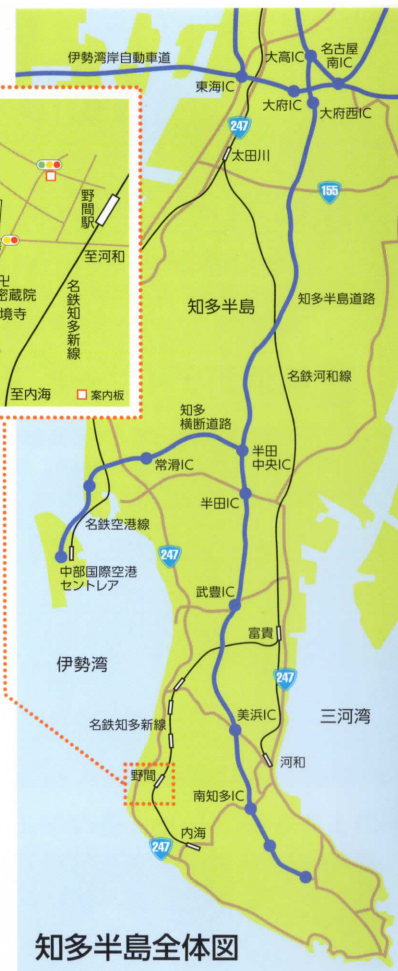 伊勢湾岸自動車道
大高IC
名古屋
南IC
東海IC
大府IC
大府西IC
247
太田川
155
野間駅
至河和
密蔵院
境寺
名鉄知多新線
至内海
案内板
知多半島
知多半島道路
名鉄河和線
知多
横断道路
常滑IC
半田
中央IC
半田IC
名鉄空港線
247
中部国際空港
セントレア
武豊IC
富貴
伊勢湾
247
三河湾
名鉄知多新線
美浜IC
河和
野間
南知多IC
内海
247
知多半島全体図